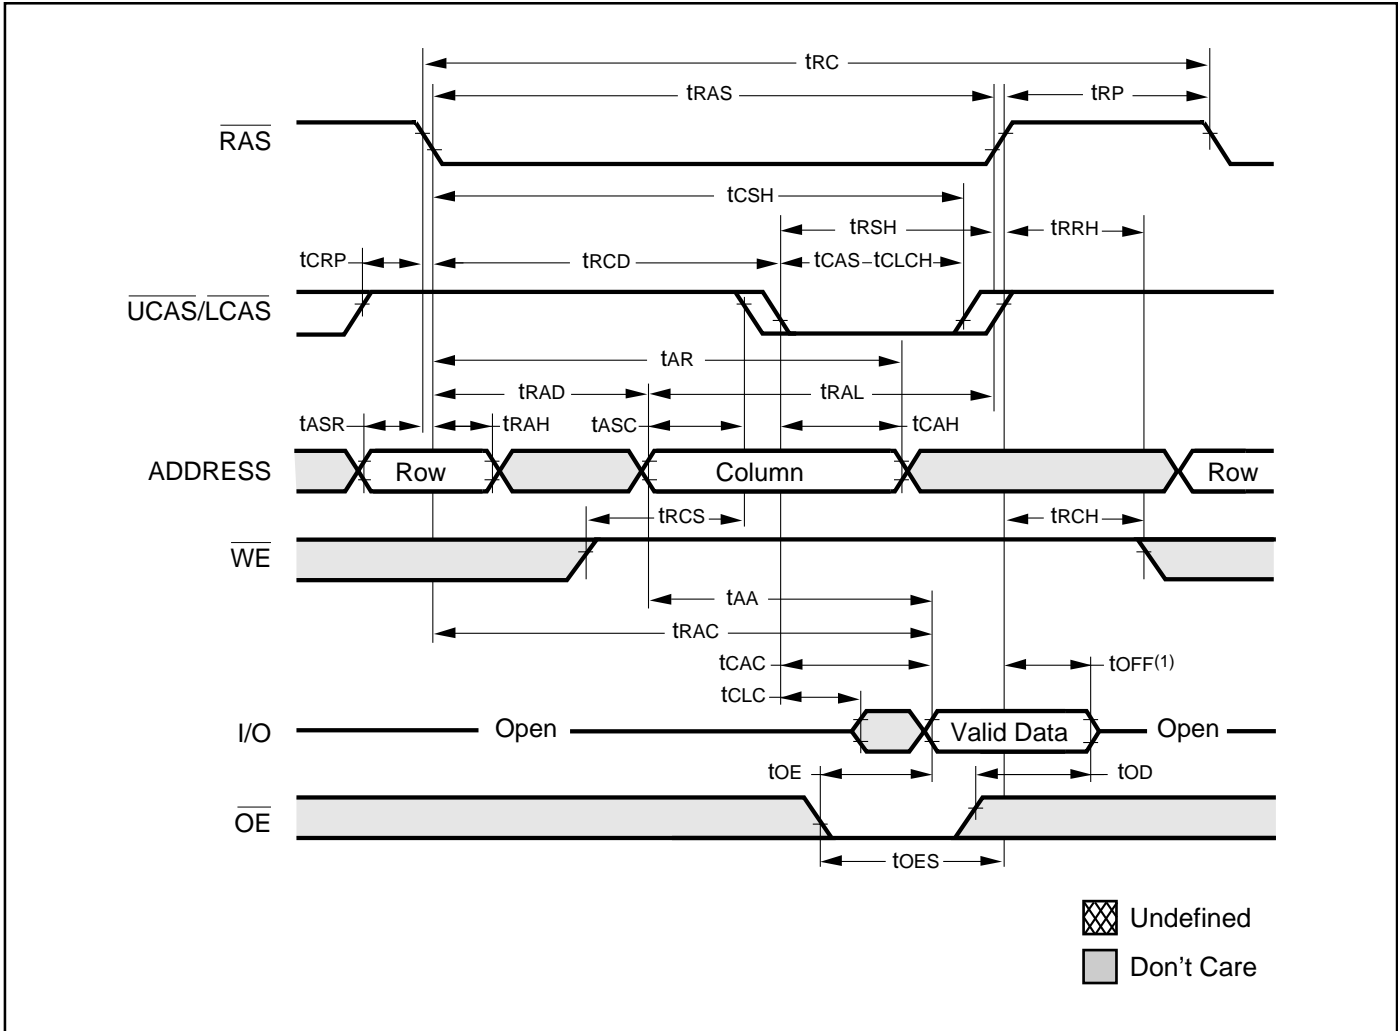 tRC
tRAS tRP
RAS
tCSH
tRSH tRRH
tCRP tRCD tCAS tCLCH
UCAS/LCAS
tAR
tRAD tRAL
tASR tRAH tASC tCAH
ADDRESS Row Column Row
tRCS tRCH
WE
tAA
tRAC
tCAC tOFF(1)
tCLC
I/O Open Valid Data Open
tOE tOD
OE
tOES
Undefined
Don't Care